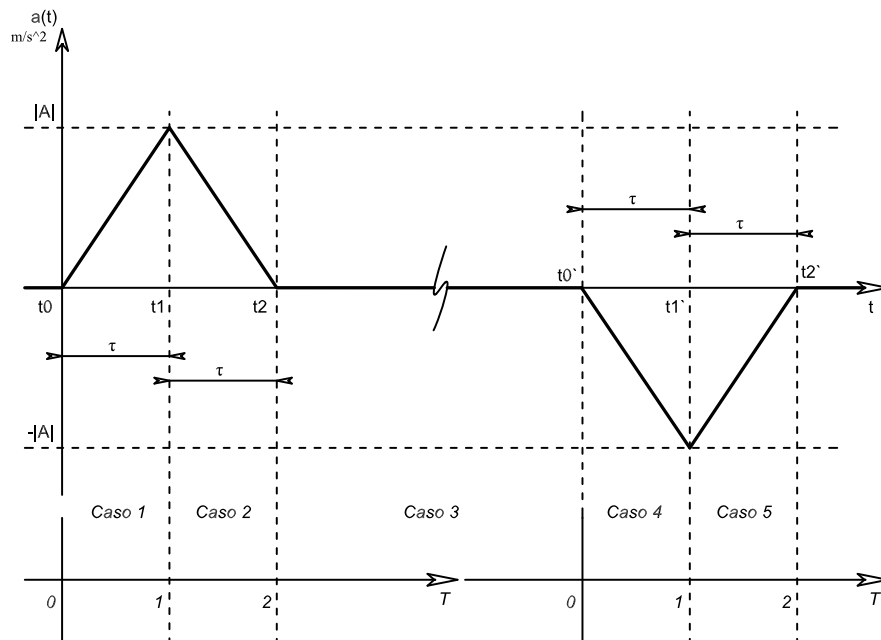 a(t)
m/s^2
|A|
τ
τ
t0`
t2`
t0
t1
t2
t1`
t
τ
τ
-|A|
Caso 1
Caso 2
Caso 3
Caso 4
Caso 5
0
1
2
T
0
1
2
T